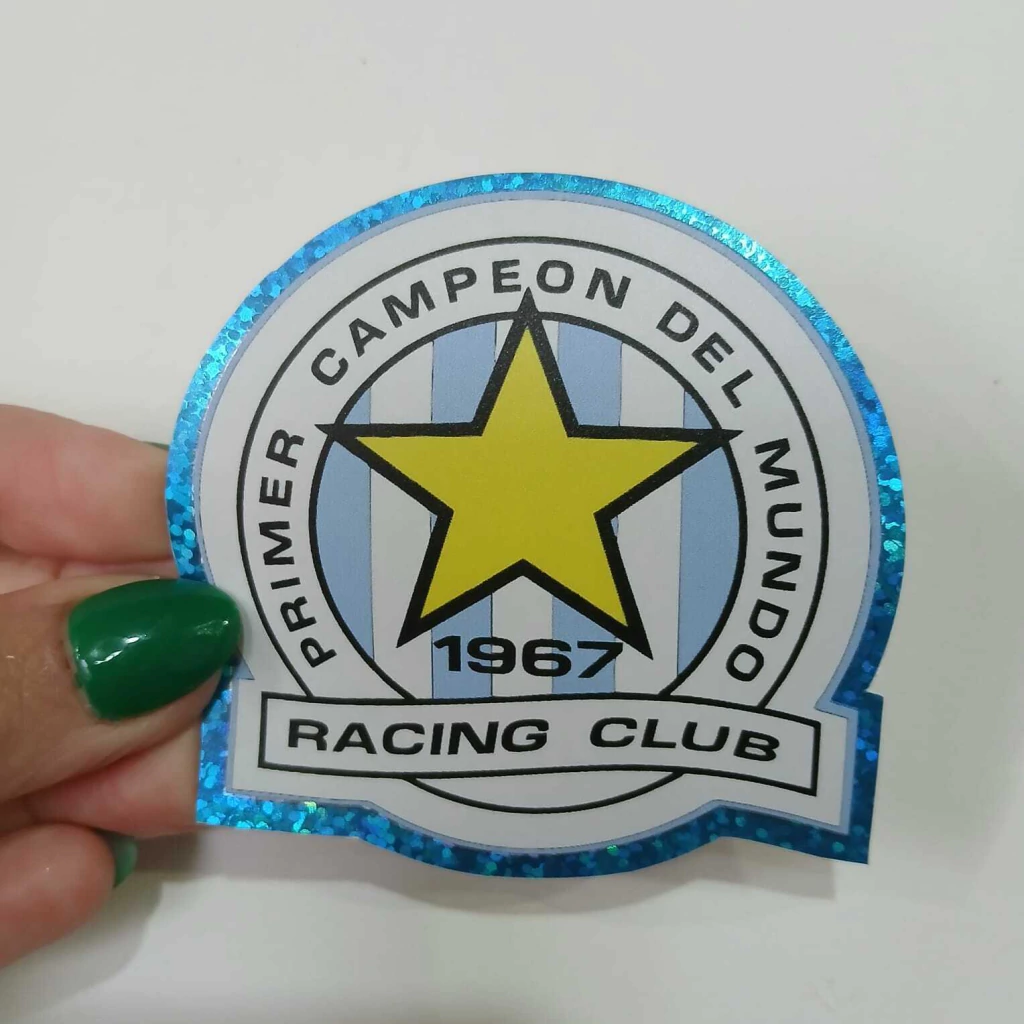 PRIMER CAMPEON DEL MUNDO
1967
RACING CLUB